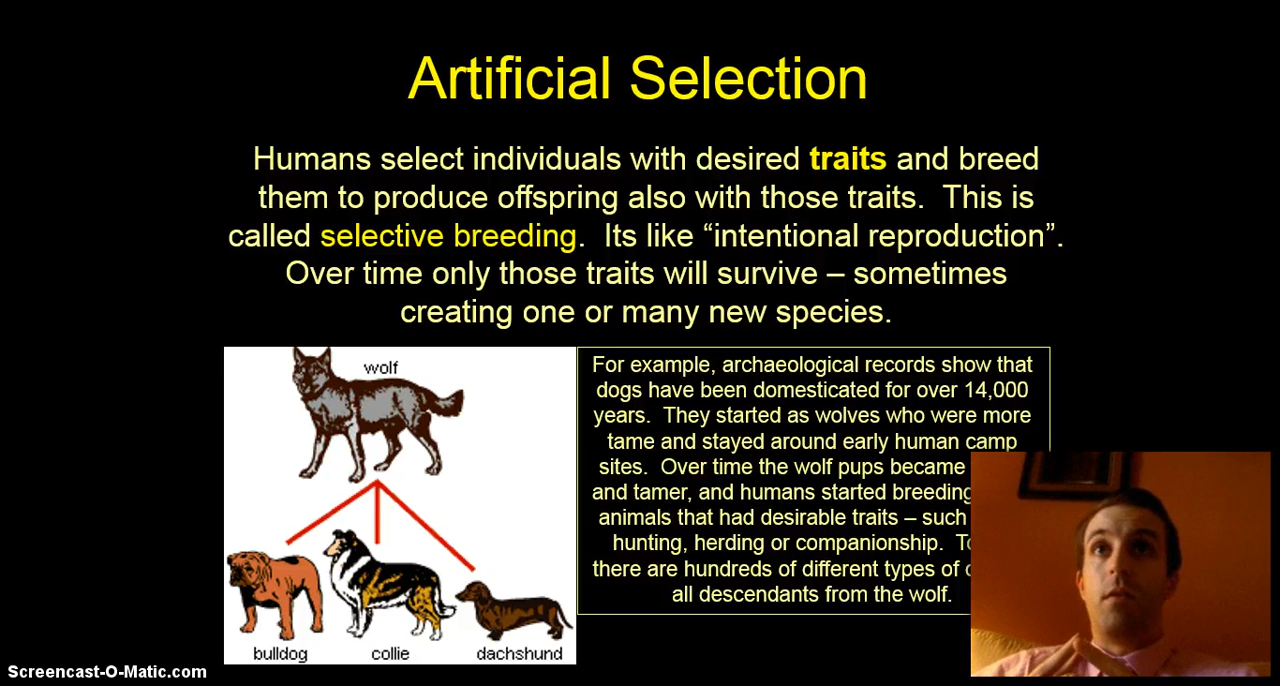 Artificial Selection
Humans select individuals with desired traits and breed
them to produce offspring also with those traits.  This is
called selective breeding.  Its like “intentional reproduction”.
Over time only those traits will survive – sometimes
creating one or many new species.
wolf
bulldog
collie
dachshund
For example, archaeological records show that
dogs have been domesticated for over 14,000
years.  They started as wolves who were more
tame and stayed around early human camp
sites.  Over time the wolf pups became
and tamer, and humans started breeding
animals that had desirable traits – such
hunting, herding or companionship.
there are hundreds of different types of
all descendants from the wolf.
Screencast-O-Matic.com